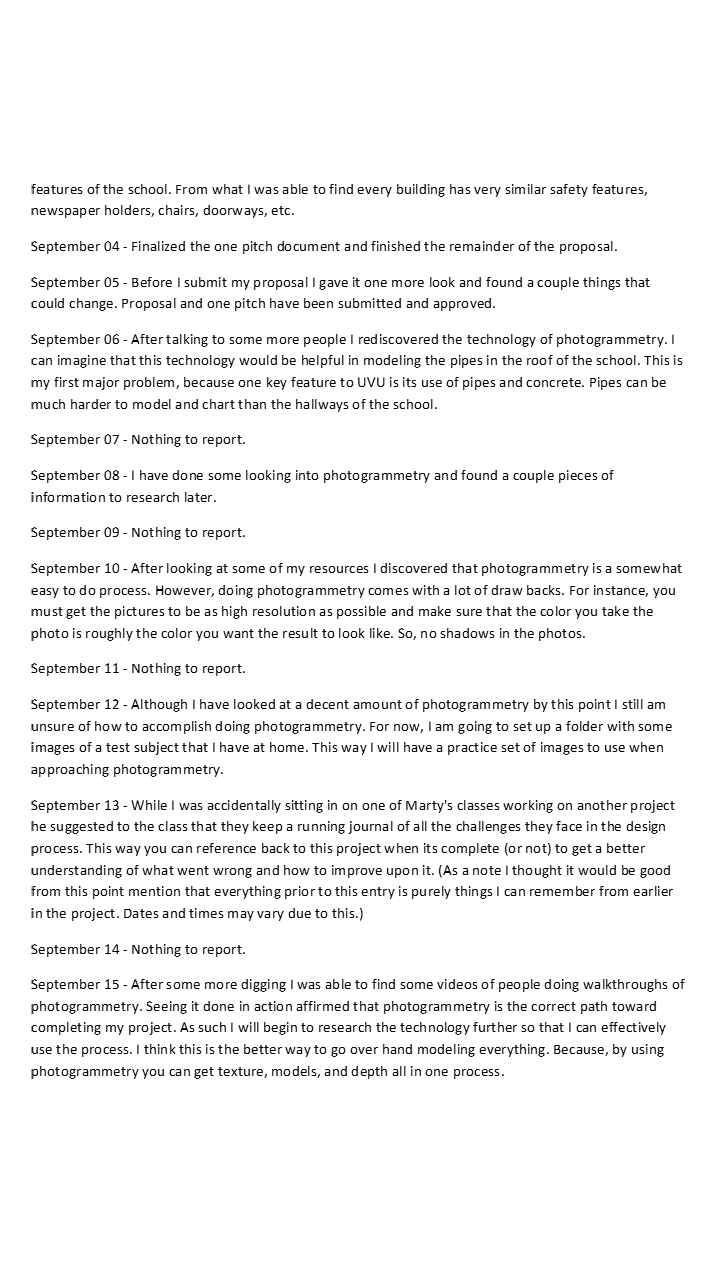 features of the school. From what I was able to find every building has very similar safety features,
newspaper holders, chairs, doorways, etc.
September 04 - Finalized the one pitch document and finished the remainder of the proposal.
September 05 - Before I submit my proposal I gave it one more look and found a couple things that
could change. Proposal and one pitch have been submitted and approved.
September 06 - After talking to some more people I rediscovered the technology of photogrammetry. I
can imagine that this technology would be helpful in modeling the pipes in the roof of the school. This is
my first major problem, because one key feature to UVU is its use of pipes and concrete. Pipes can be
much harder to model and chart than the hallways of the school.
September 07 - Nothing to report.
September 08 - I have done some looking into photogrammetry and found a couple pieces of
information to research later.
September 09 - Nothing to report.
September 10 - After looking at some of my resources I discovered that photogrammetry is a somewhat
easy to do process. However, doing photogrammetry comes with a lot of draw backs. For instance, you
must get the pictures to be as high resolution as possible and make sure that the color you take the
photo is roughly the color you want the result to look like. So, no shadows in the photos.
September 11 - Nothing to report.
September 12 - Although I have looked at a decent amount of photogrammetry by this point I still am
unsure of how to accomplish doing photogrammetry. For now, I am going to set up a folder with some
images of a test subject that I have at home. This way I will have a practice set of images to use when
approaching photogrammetry.
September 13 - While I was accidentally sitting in on one of Marty's classes working on another project
he suggested to the class that they keep a running journal of all the challenges they face in the design
process. This way you can reference back to this project when its complete (or not) to get a better
understanding of what went wrong and how to improve upon it. (As a note I thought it would be good
from this point mention that everything prior to this entry is purely things I can remember from earlier
in the project. Dates and times may vary due to this.)
September 14 - Nothing to report.
September 15 - After some more digging I was able to find some videos of people doing walkthroughs of
photogrammetry. Seeing it done in action affirmed that photogrammetry is the correct path toward
completing my project. As such I will begin to research the technology further so that I can effectively
use the process. I think this is the better way to go over hand modeling everything. Because, by using
photogrammetry you can get texture, models, and depth all in one process.